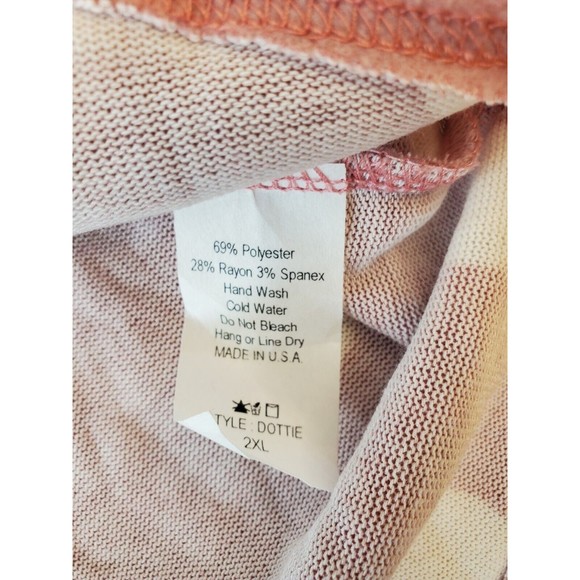 69% Polyester
28% Rayon 3% Spanex
Hand Wash
Cold Water
Do Not Bleach
Hang or Line Dry
MADE IN U.S.A.
TYLE : DOTTIE
2XL